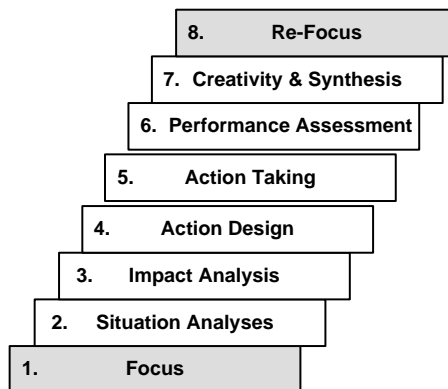 8. Re-Focus
7. Creativity & Synthesis
6. Performance Assessment
5. Action Taking
4. Action Design
3. Impact Analysis
2. Situation Analyses
1. Focus